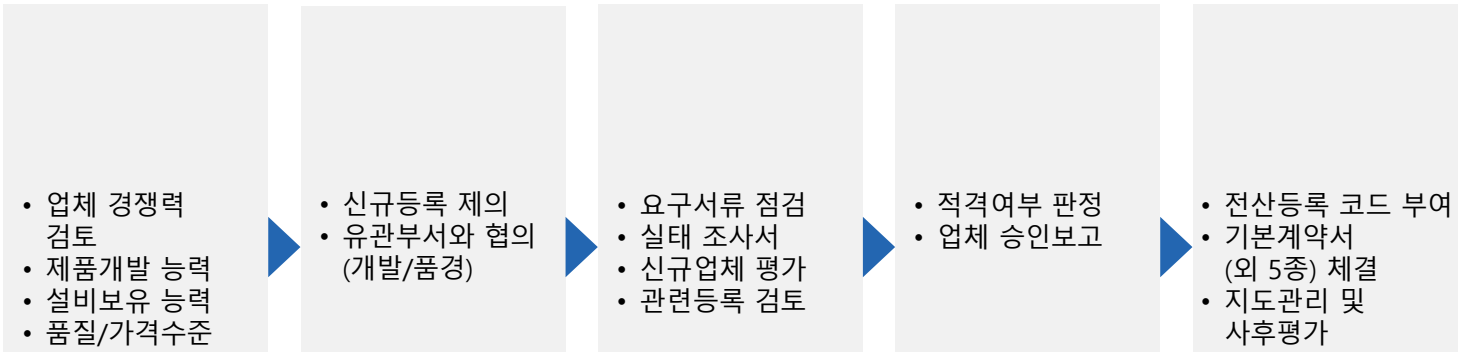 • 업체 경쟁력
검토
• 제품개발 능력
• 설비보유 능력
• 품질/가격수준
• 신규등록 제의
• 유관부서와 협의
(개발/품경)
• 요구서류 점검
• 실태 조사서
• 신규업체 평가
• 관련등록 검토
• 적격여부 판정
• 업체 승인보고
• 전산등록 코드 부여
• 기본계약서
(외 5종) 체결
• 지도관리 및
사후평가